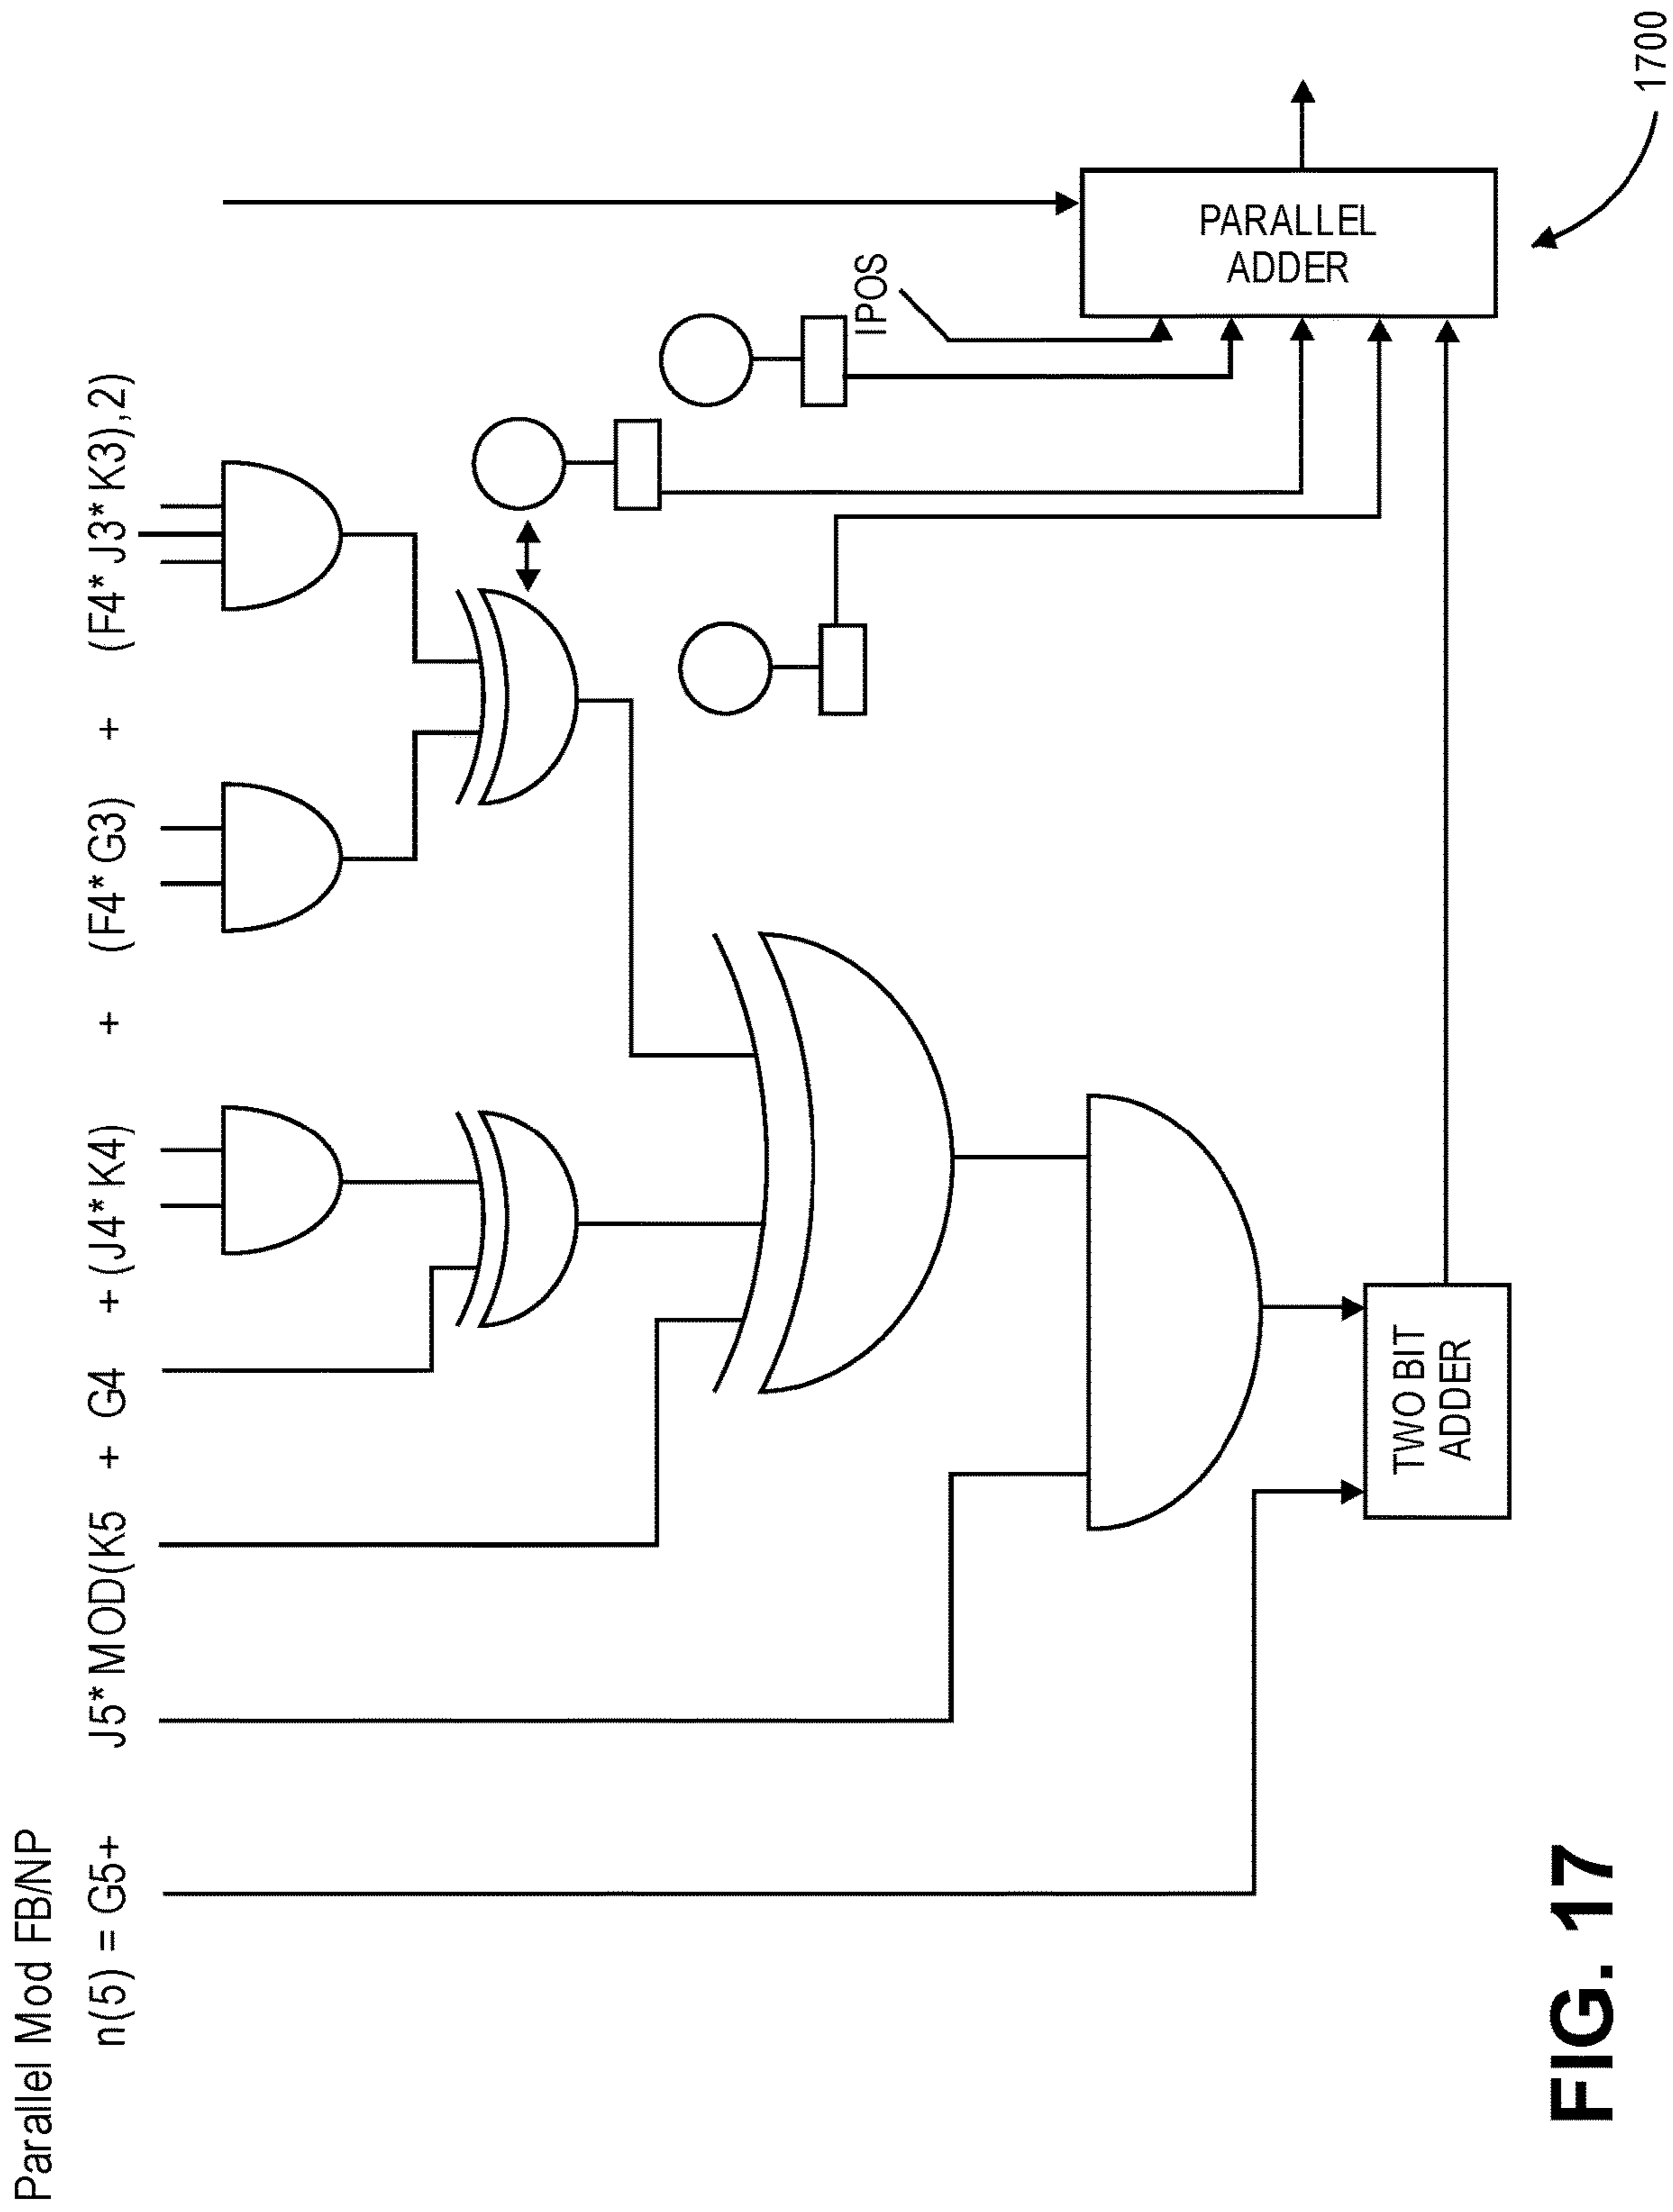 Parallel Mod FB/NP
n(5) = G5+ J5*MOD(K5 + G4 +(J4*K4) + (F4*G3) + (F4*J3*K3),2)
IPOS
PARALLEL
ADDER
TWO BIT
ADDER
1700
FIG. 17